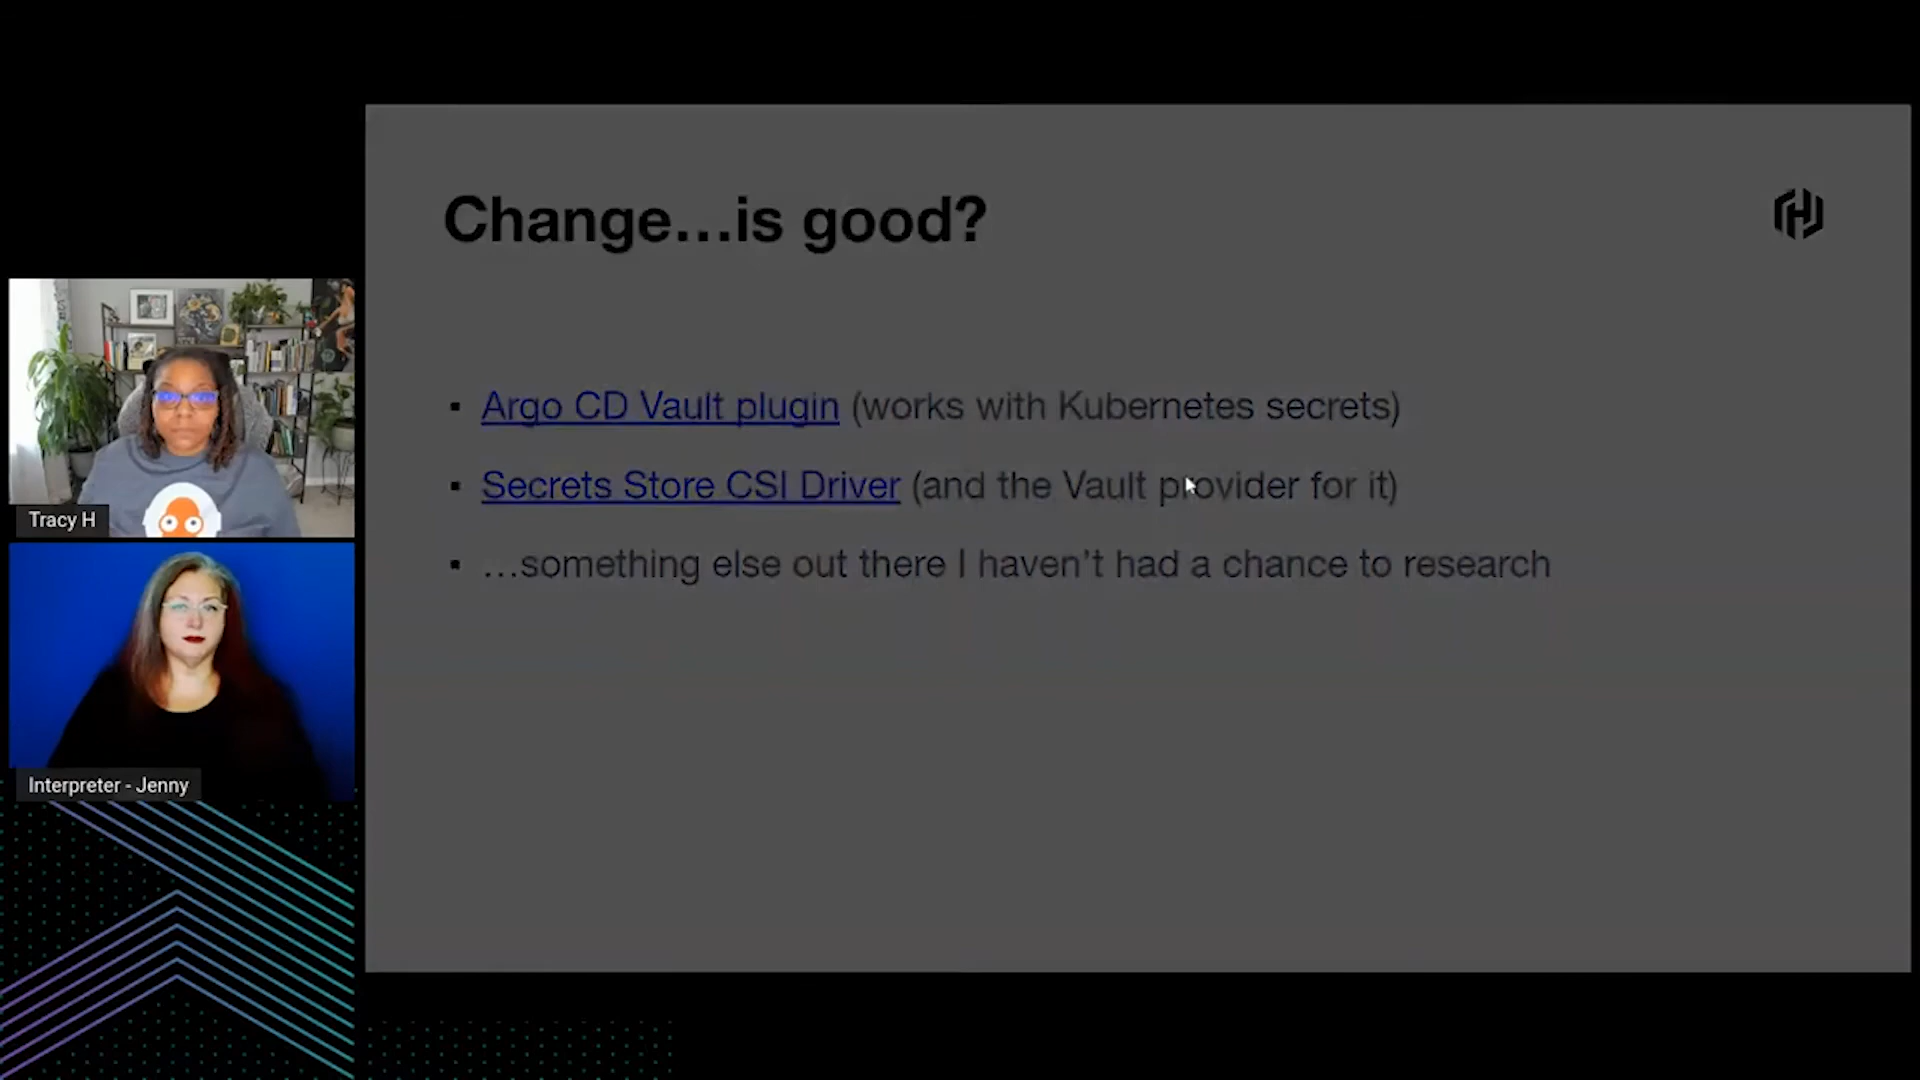 Change…is good?
Argo CD Vault plugin (works with Kubernetes secrets)
Secrets Store CSI Driver (and the Vault provider for it)
…something else out there I haven't had a chance to research
Tracy H
Interpreter - Jenny